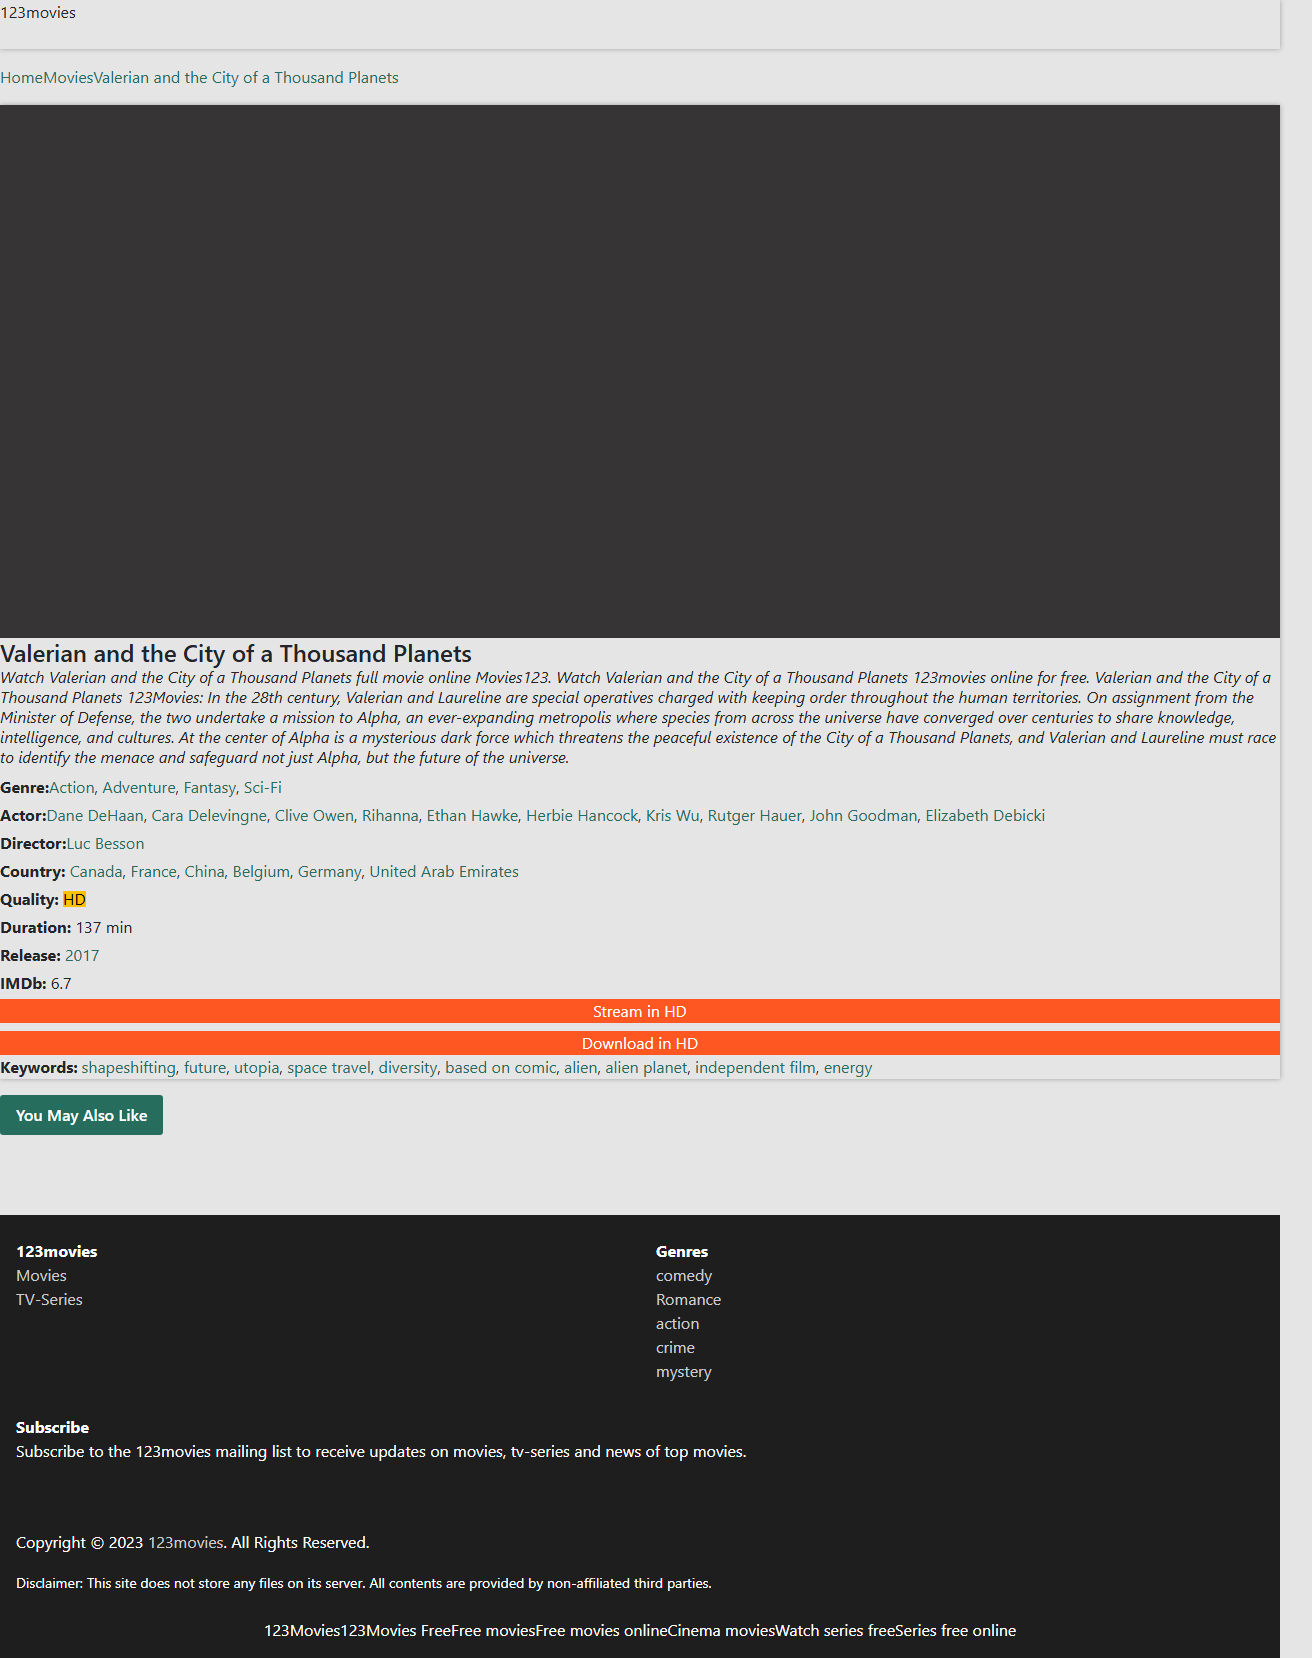 123movies
HomeMoviesValerian and the City of a Thousand Planets
Valerian and the City of a Thousand Planets
Watch Valerian and the City of a Thousand Planets full movie online Movies123. Watch Valerian and the City of a Thousand Planets 123movies online for free. Valerian and the City of a
Thousand Planets 123Movies: In the 28th century, Valerian and Laureline are special operatives charged with keeping order throughout the human territories. On assignment from the
Minister of Defense, the two undertake a mission to Alpha, an ever-expanding metropolis where species from across the universe have converged over centuries to share knowledge,
intelligence, and cultures. At the center of Alpha is a mysterious dark force which threatens the peaceful existence of the City of a Thousand Planets, and Valerian and Laureline must race
to identify the menace and safeguard not just Alpha, but the future of the universe.
Genre:Action, Adventure, Fantasy, Sci-Fi
Actor:Dane DeHaan, Cara Delevingne, Clive Owen, Rihanna, Ethan Hawke, Herbie Hancock, Kris Wu, Rutger Hauer, John Goodman, Elizabeth Debicki
Director:Luc Besson
Country: Canada, France, China, Belgium, Germany, United Arab Emirates
Quality: HD
Duration: 137 min
Release: 2017
IMDb: 6.7
Stream in HD
Download in HD
Keywords: shapeshifting, future, utopia, space travel, diversity, based on comic, alien, alien planet, independent film, energy
You May Also Like
123movies
Movies
TV-Series
Genres
comedy
Romance
action
crime
mystery
Subscribe
Subscribe to the 123movies mailing list to receive updates on movies, tv-series and news of top movies.
Copyright © 2023 123movies. All Rights Reserved.
Disclaimer: This site does not store any files on its server. All contents are provided by non-affiliated third parties.
123Movies123Movies FreeFree moviesFree movies onlineCinema moviesWatch series freeSeries free online